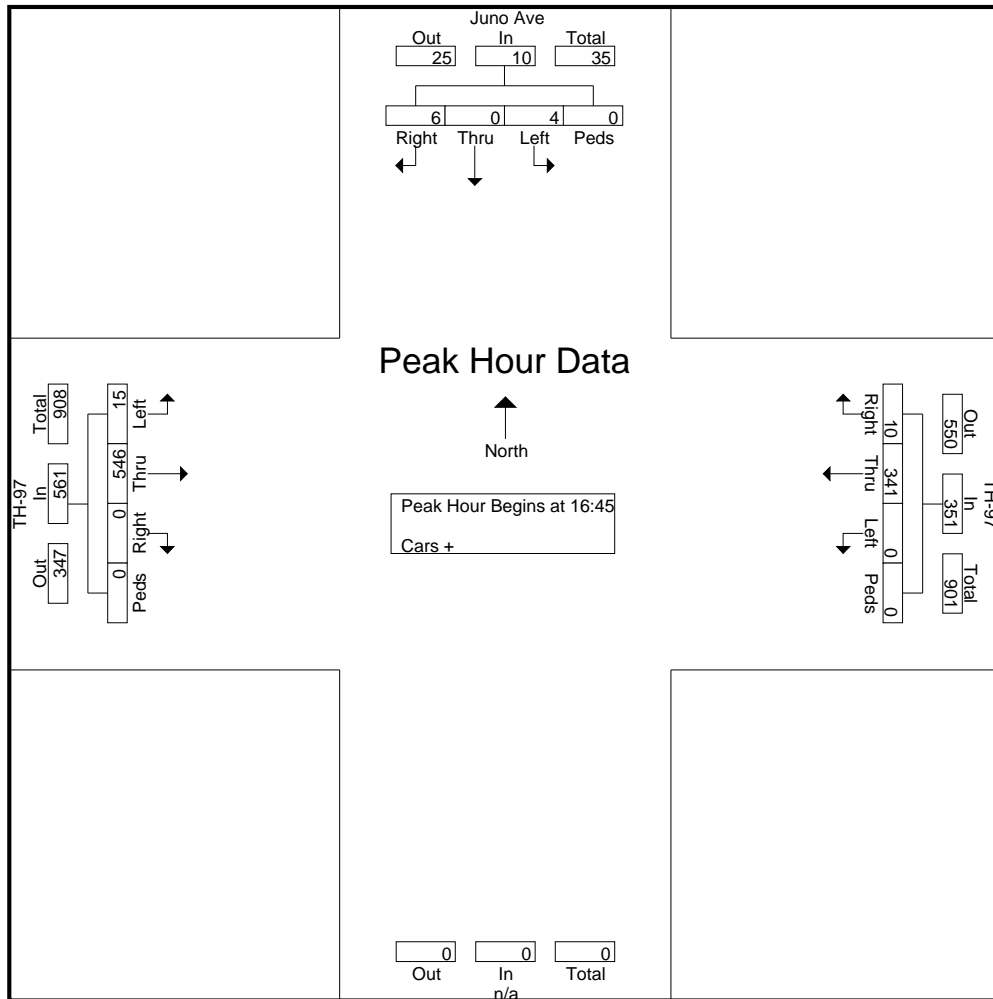 Juno Ave
Out In Total
25 10 35
6 0 4 0
Right Thru Left Peds
Peak Hour Data
North
Peak Hour Begins at 16:45
Cars +
TH-97
Total In Out
908 561 347
15 546 0 0
Left Thru Right Peds
TH-97
Out In Total
550 351 901
10 341 0 0
Right Thru Left Peds
0 0 0
Out In Total
n/a